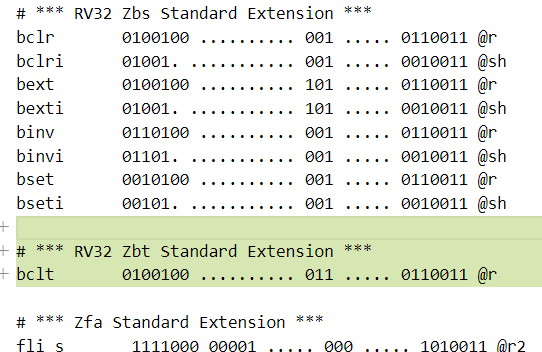 # *** RV32 Zbs Standard Extension ***
bclr       0100100 .......... 001 ..... 0110011 @r
bclri      01001. ........... 001 ..... 0010011 @sh
bext       0100100 .......... 101 ..... 0110011 @r
bexti      01001. ........... 101 ..... 0010011 @sh
binv       0110100 .......... 001 ..... 0110011 @r
binvi      01101. ........... 001 ..... 0010011 @sh
bset       0010100 .......... 001 ..... 0110011 @r
bseti      00101. ........... 001 ..... 0010011 @sh
+
+ # *** RV32 Zbt Standard Extension ***
+ bclt       0100100 .......... 011 ..... 0110011 @r
# *** Zfa Standard Extension ***
fli_s       1111000 00001 ..... 000 ..... 1010011 @r2